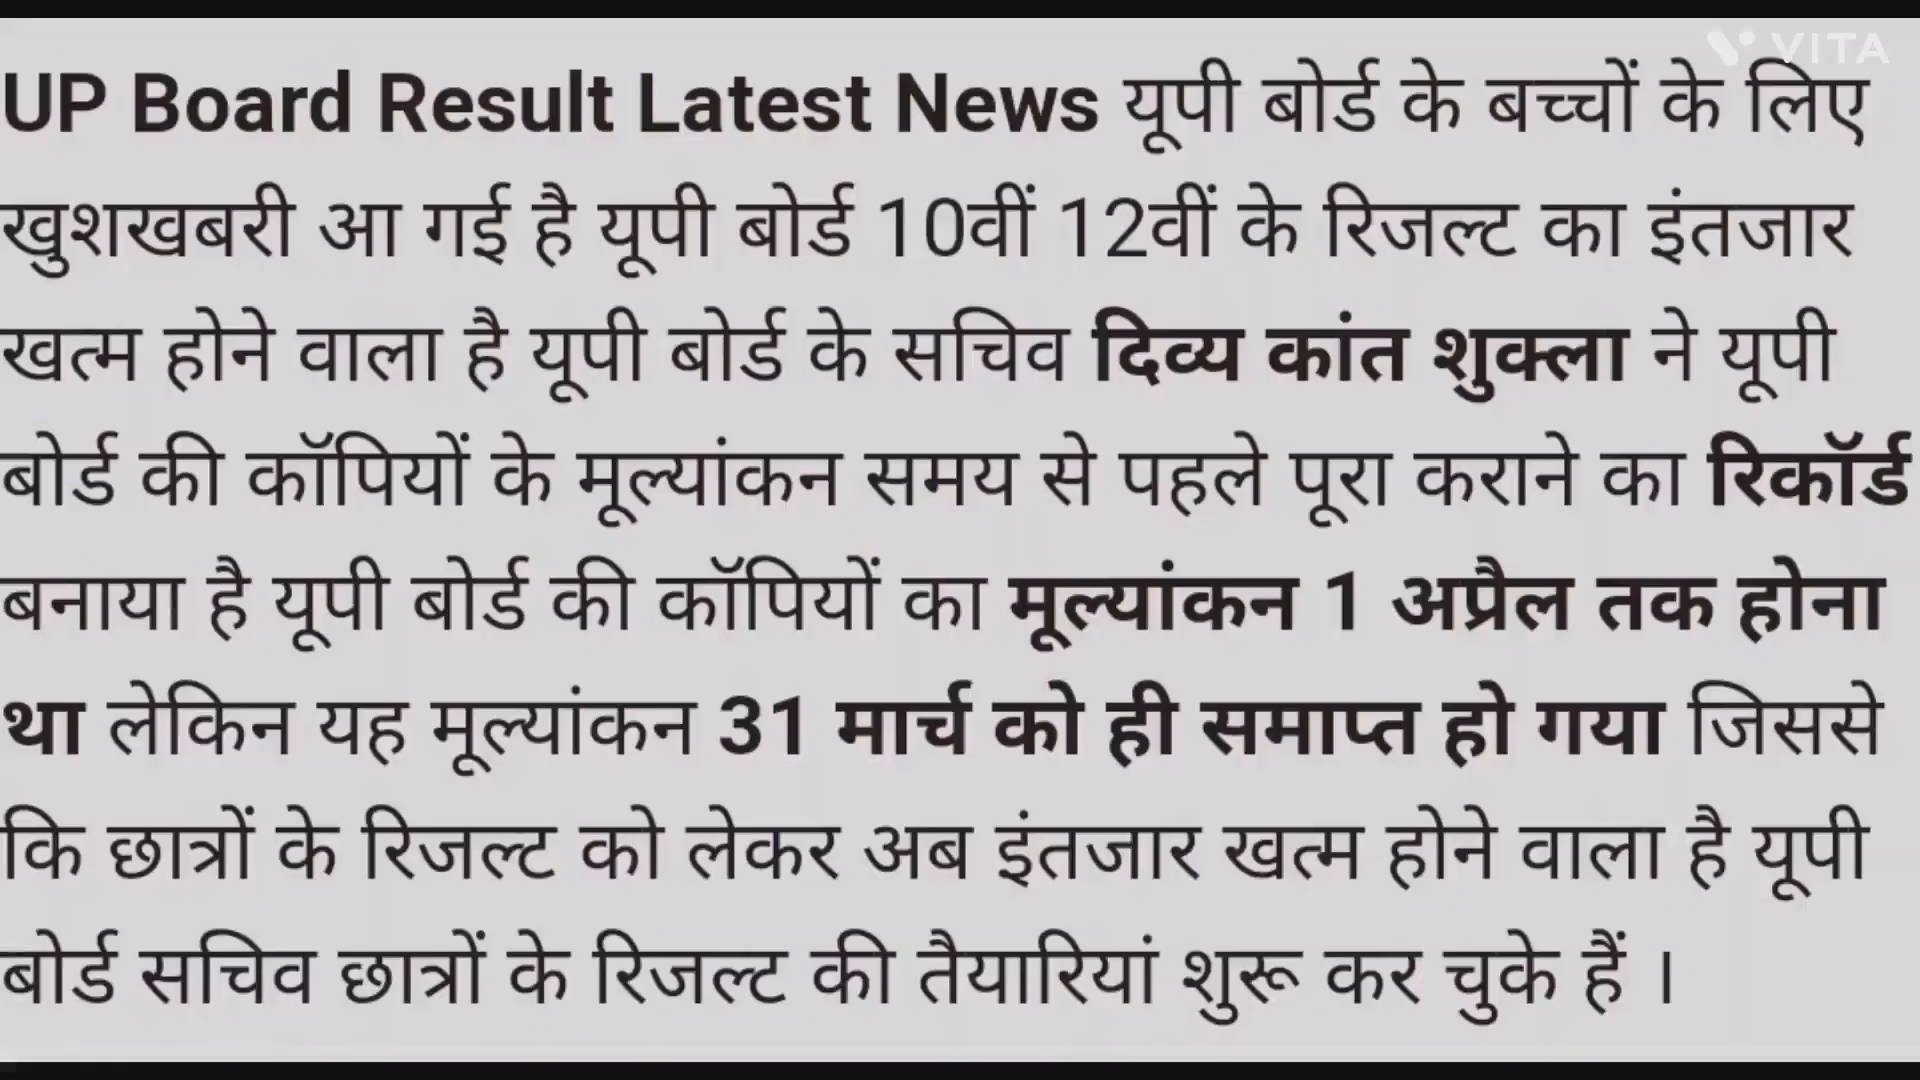 VITA
UP Board Result Latest News यूपी बोर्ड के बच्चों के लिए
खुशखबरी आ गई है यूपी बोर्ड 10वीं 12वीं के रिजल्ट का इंतजार
खत्म होने वाला है यूपी बोर्ड के सचिव दिव्य कांत शुक्ला ने यूपी
बोर्ड की कॉपियों के मूल्यांकन समय से पहले पूरा कराने का रिकॉर्ड
बनाया है यूपी बोर्ड की कॉपियों का मूल्यांकन 1 अप्रैल तक होना
था लेकिन यह मूल्यांकन 31 मार्च को ही समाप्त हो गया जिससे
कि छात्रों के रिजल्ट को लेकर अब इंतजार खत्म होने वाला है यूपी
बोर्ड सचिव छात्रों के रिजल्ट की तैयारियां शुरू कर चुके हैं ।